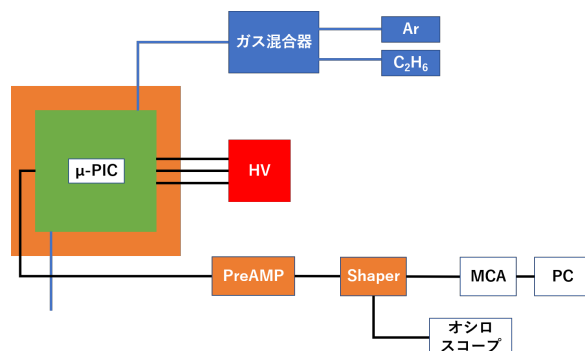 ガス混合器
Ar
C₂H₆
μ-PIC
HV
PreAMP
Shaper
MCA
PC
オシロ
スコープ